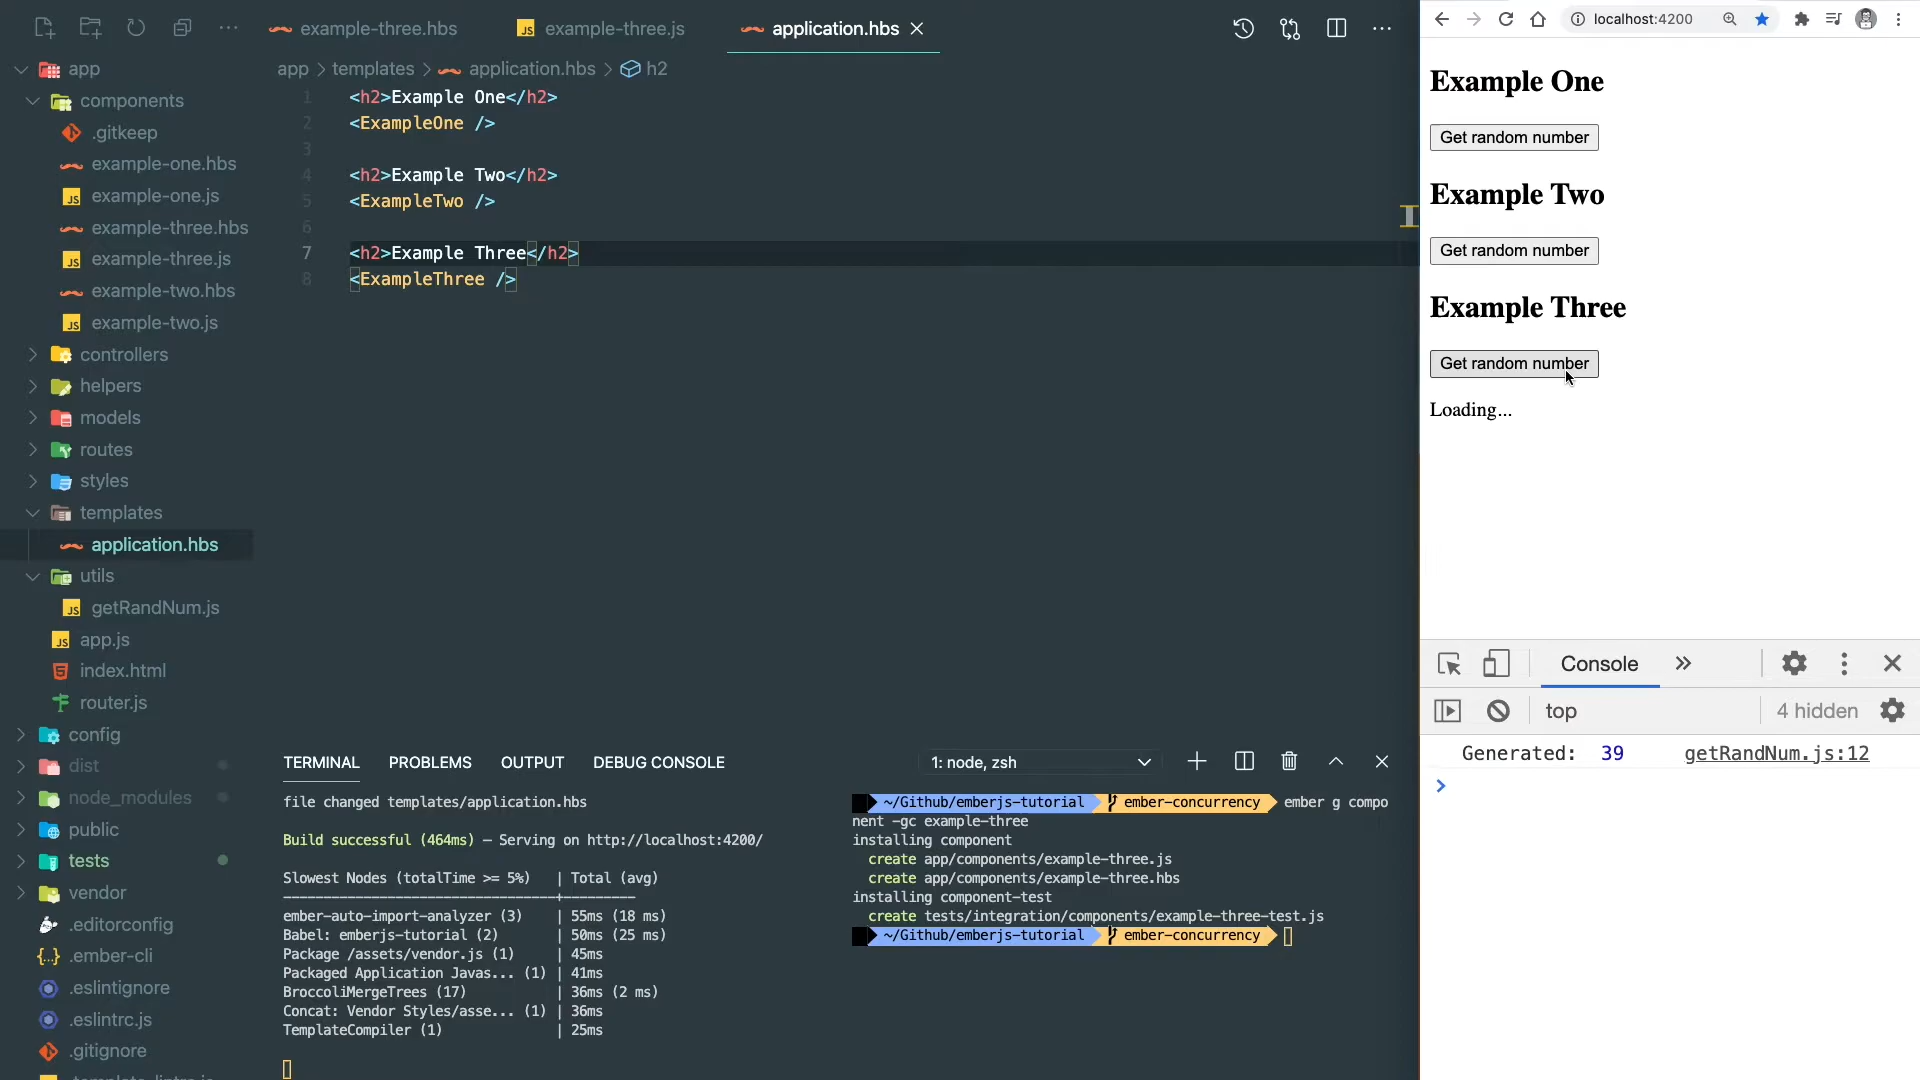 example-three.hbs
example-three.js
application.hbs
app
components
.gitkeep
example-one.hbs
example-one.js
example-three.hbs
example-three.js
example-two.hbs
example-two.js
controllers
helpers
models
routes
styles
templates
application.hbs
utils
getRandNum.js
app.js
index.html
router.js
config
dist
node_modules
public
tests
vendor
.editorconfig
.ember-cli
.eslintignore
.eslintrc.js
.gitignore
app > templates > application.hbs > h2
1 <h2>Example One</h2>
2 <ExampleOne />
3
4 <h2>Example Two</h2>
5 <ExampleTwo />
6
7 <h2>Example Three</h2>
8 <ExampleThree />
TERMINAL PROBLEMS OUTPUT DEBUG CONSOLE
1: node, zsh
file changed templates/application.hbs
Build successful (464ms) – Serving on http://localhost:4200/
Slowest Nodes (totalTime >= 5%) | Total (avg)
ember-auto-import-analyzer (3) | 55ms (18 ms)
Babel: emberjs-tutorial (2) | 50ms (25 ms)
Package /assets/vendor.js (1) | 45ms
Packaged Application Javas... (1) | 41ms
BroccoliMergeTrees (17) | 36ms (2 ms)
Concat: Vendor Styles/asse... (1) | 36ms
TemplateCompiler (1) | 25ms
~/Github/emberjs-tutorial ember-concurrency ember g compo
nent -gc example-three
installing component
create app/components/example-three.js
create app/components/example-three.hbs
installing component-test
create tests/integration/components/example-three-test.js
~/Github/emberjs-tutorial ember-concurrency
localhost:4200
Example One
Get random number
Example Two
Get random number
Example Three
Get random number
Loading...
Console
top
4 hidden
Generated: 39 getRandNum.js:12